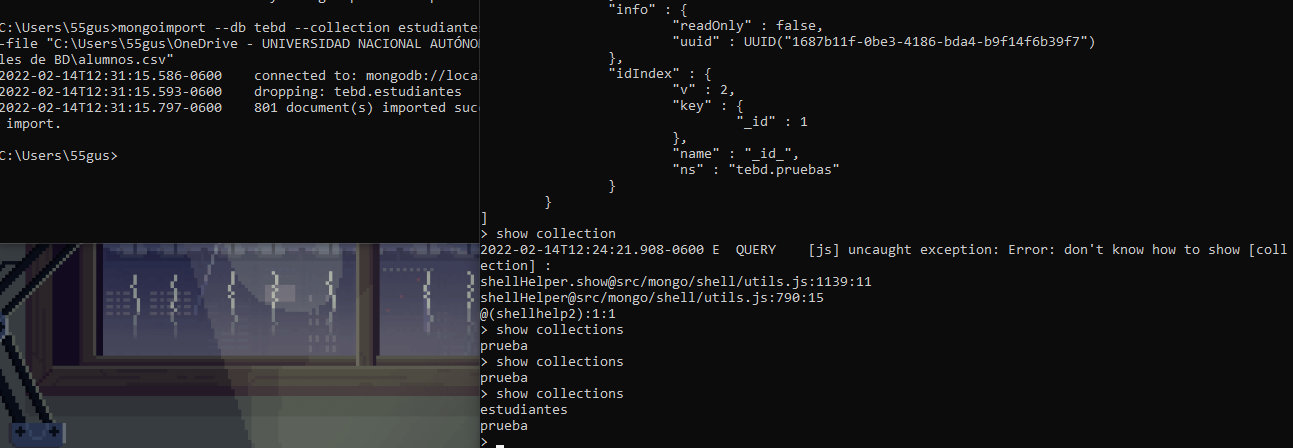 C:\Users\55gus>mongoimport --db tebd --collection estudiantes
-file "C:\Users\55gus\OneDrive - UNIVERSIDAD NACIONAL AUTÓNO
les de BD\alumnos.csv"
2022-02-14T12:31:15.586-0600    connected to: mongodb://loca
2022-02-14T12:31:15.593-0600    dropping: tebd.estudiantes
2022-02-14T12:31:15.797-0600    801 document(s) imported suc
 import.
C:\Users\55gus>
"info" : {
"readOnly" : false,
"uuid" : UUID("1687b11f-0be3-4186-bda4-b9f14f6b39f7")
},
"idIndex" : {
"v" : 2,
"key" : {
"_id" : 1
},
"name" : "_id_",
"ns" : "tebd.pruebas"
}
}
]
> show collection
2022-02-14T12:24:21.908-0600 E  QUERY    [js] uncaught exception: Error: don't know how to show [coll
ection] :
shellHelper.show@src/mongo/shell/utils.js:1139:11
shellHelper@src/mongo/shell/utils.js:790:15
@(shellhelp2):1:1
> show collections
prueba
> show collections
prueba
> show collections
estudiantes
prueba
>